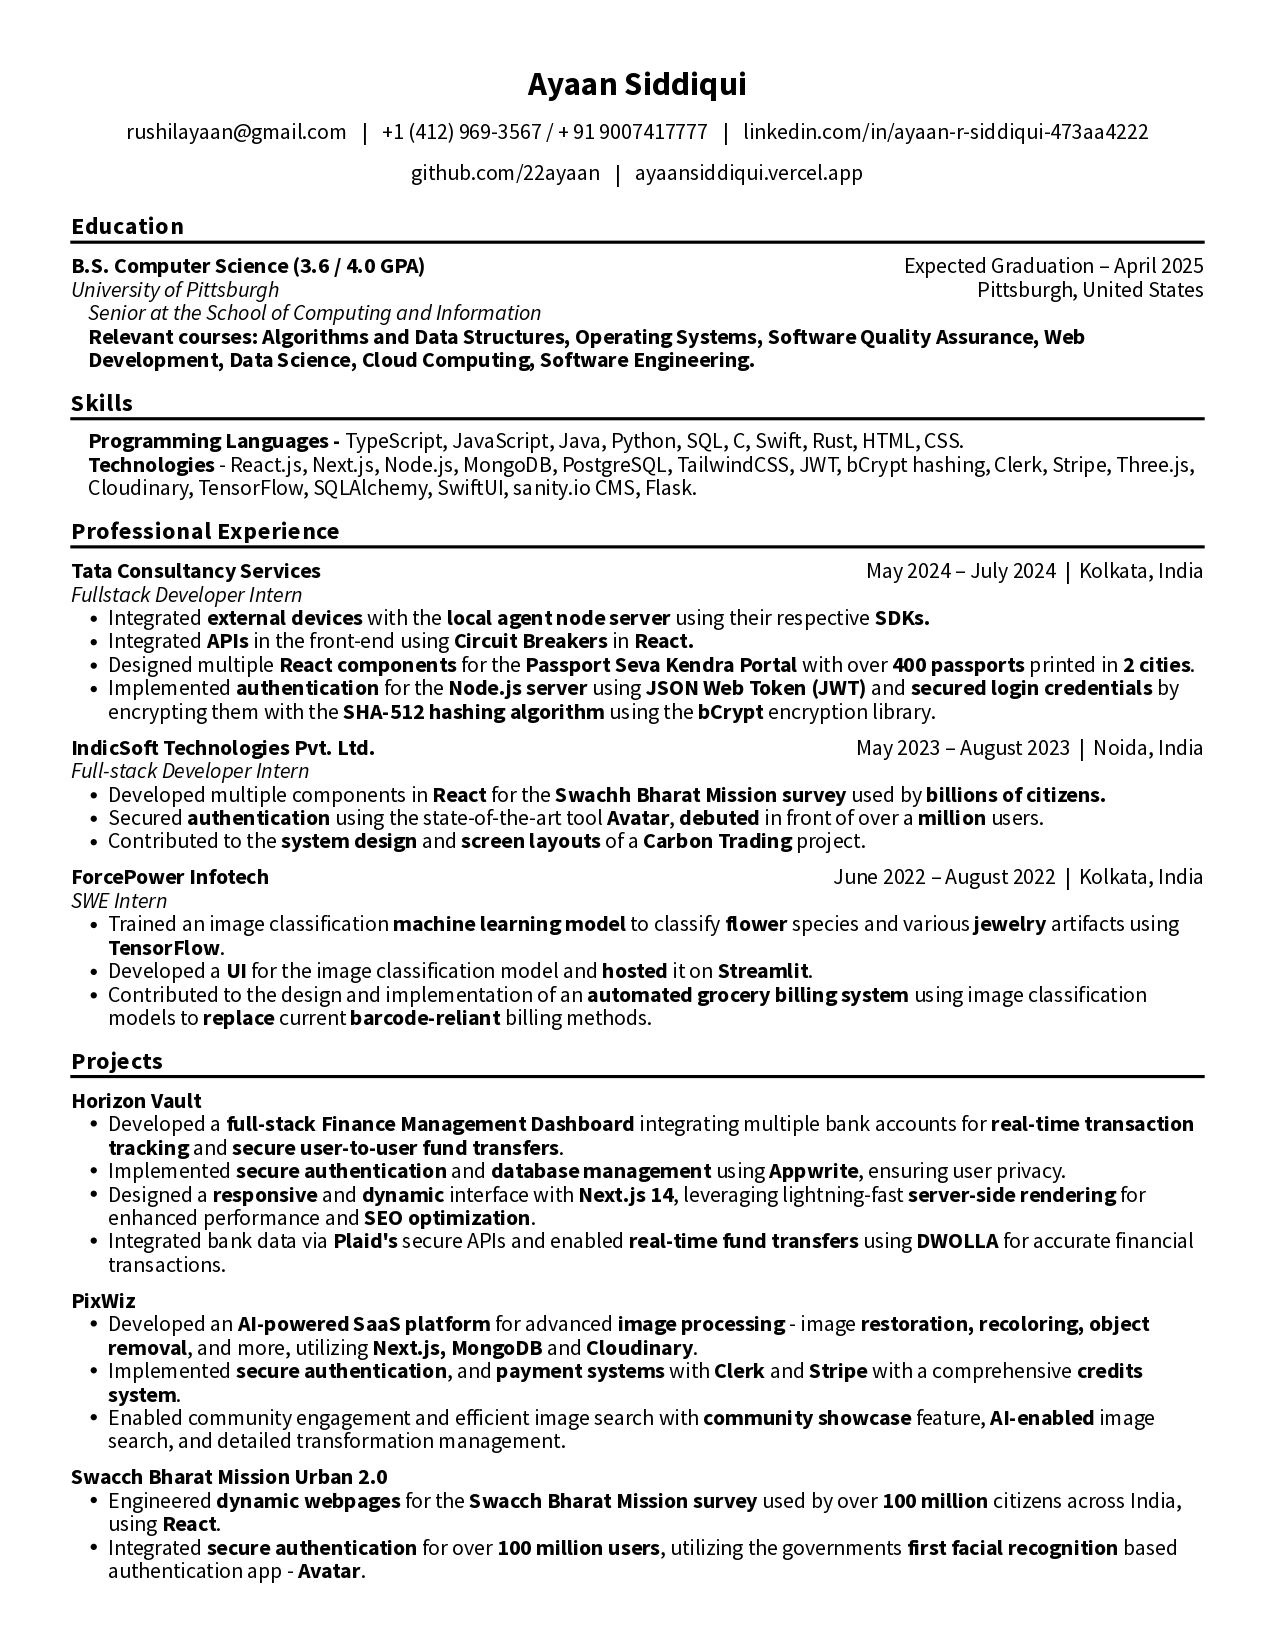 Ayaan Siddiqui
rushilayaan@gmail.com | +1 (412) 969-3567 / + 91 9007417777 | linkedin.com/in/ayaan-r-siddiqui-473aa4222
github.com/22ayaan | ayaansiddiqui.vercel.app
Education
B.S. Computer Science (3.6 / 4.0 GPA) Expected Graduation – April 2025
University of Pittsburgh Pittsburgh, United States
Senior at the School of Computing and Information
Relevant courses: Algorithms and Data Structures, Operating Systems, Software Quality Assurance, Web
Development, Data Science, Cloud Computing, Software Engineering.
Skills
Programming Languages - TypeScript, JavaScript, Java, Python, SQL, C, Swift, Rust, HTML, CSS.
Technologies - React.js, Next.js, Node.js, MongoDB, PostgreSQL, TailwindCSS, JWT, bCrypt hashing, Clerk, Stripe, Three.js,
Cloudinary, TensorFlow, SQLAlchemy, SwiftUI, sanity.io CMS, Flask.
Professional Experience
Tata Consultancy Services May 2024 – July 2024 | Kolkata, India
Fullstack Developer Intern
• Integrated external devices with the local agent node server using their respective SDKs.
• Integrated APIs in the front-end using Circuit Breakers in React.
• Designed multiple React components for the Passport Seva Kendra Portal with over 400 passports printed in 2 cities.
• Implemented authentication for the Node.js server using JSON Web Token (JWT) and secured login credentials by
encrypting them with the SHA-512 hashing algorithm using the bCrypt encryption library.
IndicSoft Technologies Pvt. Ltd. May 2023 – August 2023 | Noida, India
Full-stack Developer Intern
• Developed multiple components in React for the Swachh Bharat Mission survey used by billions of citizens.
• Secured authentication using the state-of-the-art tool Avatar, debuted in front of over a million users.
• Contributed to the system design and screen layouts of a Carbon Trading project.
ForcePower Infotech June 2022 – August 2022 | Kolkata, India
SWE Intern
• Trained an image classification machine learning model to classify flower species and various jewelry artifacts using
TensorFlow.
• Developed a UI for the image classification model and hosted it on Streamlit.
• Contributed to the design and implementation of an automated grocery billing system using image classification
models to replace current barcode-reliant billing methods.
Projects
Horizon Vault
• Developed a full-stack Finance Management Dashboard integrating multiple bank accounts for real-time transaction
tracking and secure user-to-user fund transfers.
• Implemented secure authentication and database management using Appwrite, ensuring user privacy.
• Designed a responsive and dynamic interface with Next.js 14, leveraging lightning-fast server-side rendering for
enhanced performance and SEO optimization.
• Integrated bank data via Plaid's secure APIs and enabled real-time fund transfers using DWOLLA for accurate financial
transactions.
PixWiz
• Developed an AI-powered SaaS platform for advanced image processing - image restoration, recoloring, object
removal, and more, utilizing Next.js, MongoDB and Cloudinary.
• Implemented secure authentication, and payment systems with Clerk and Stripe with a comprehensive credits
system.
• Enabled community engagement and efficient image search with community showcase feature, AI-enabled image
search, and detailed transformation management.
Swacch Bharat Mission Urban 2.0
• Engineered dynamic webpages for the Swacch Bharat Mission survey used by over 100 million citizens across India,
using React.
• Integrated secure authentication for over 100 million users, utilizing the governments first facial recognition based
authentication app - Avatar.